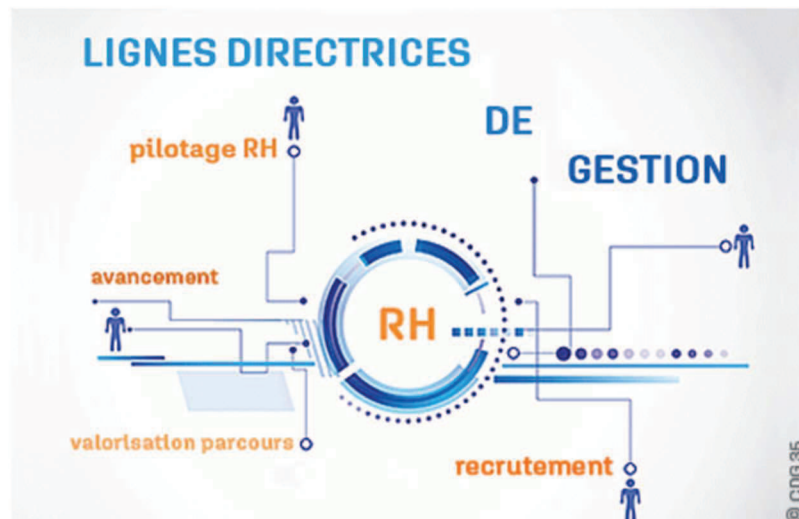 LIGNES DIRECTRICES
DE
GESTION
pilotage RH
avancement
RH
valorisation parcours
recrutement
© CDG 35